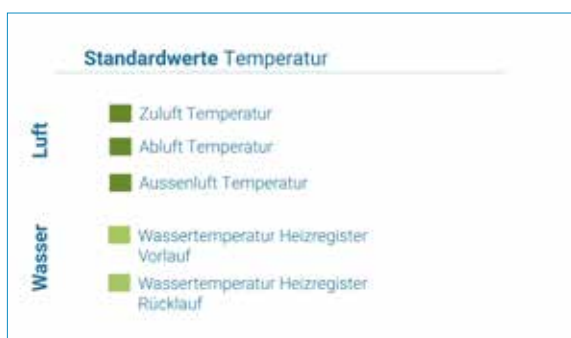 Standardwerte Temperatur
Luft
Zuluft Temperatur
Abluft Temperatur
Aussenluft Temperatur
Wasser
Wassertemperatur Heizregister
Vorlauf
Wassertemperatur Heizregister
Rücklauf